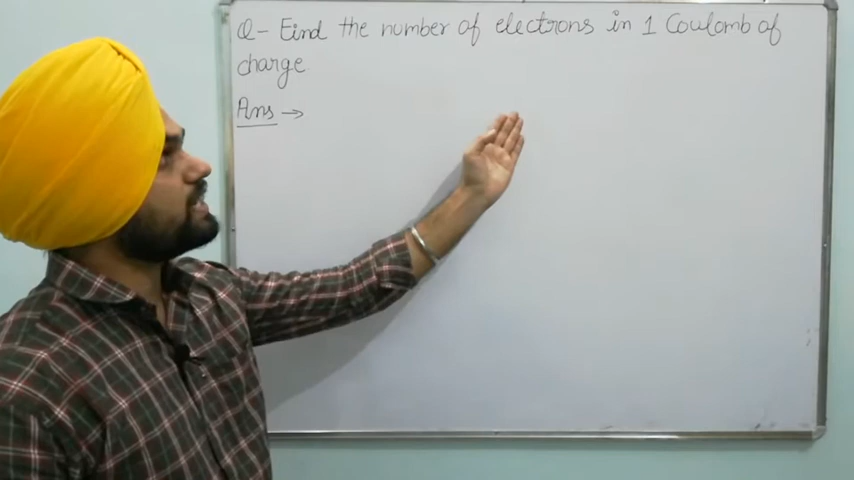 Q- Find the number of electrons in 1 Coulomb of
charge.
Ans →